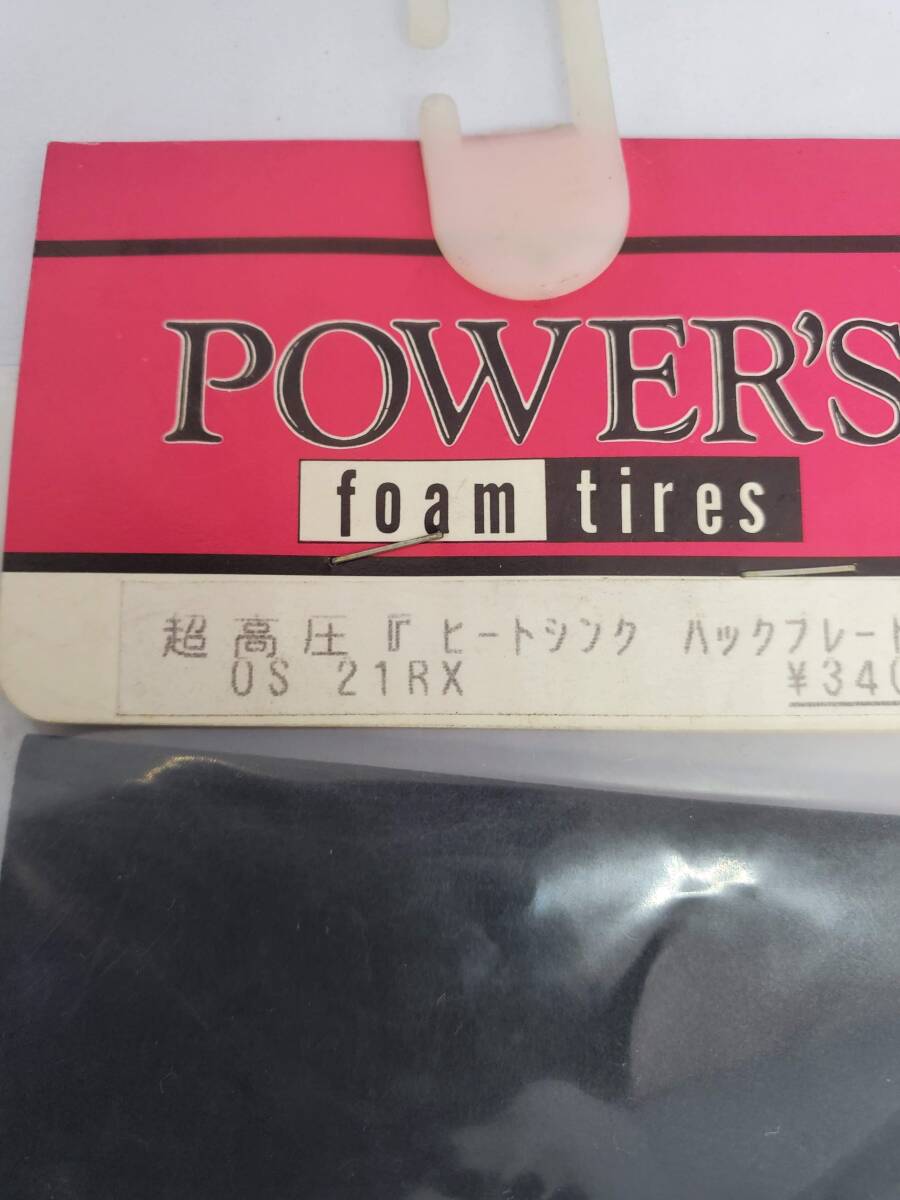 POWER'S
foam tires
超高圧『ヒートシンク バックプレート
OS 21RX ¥340